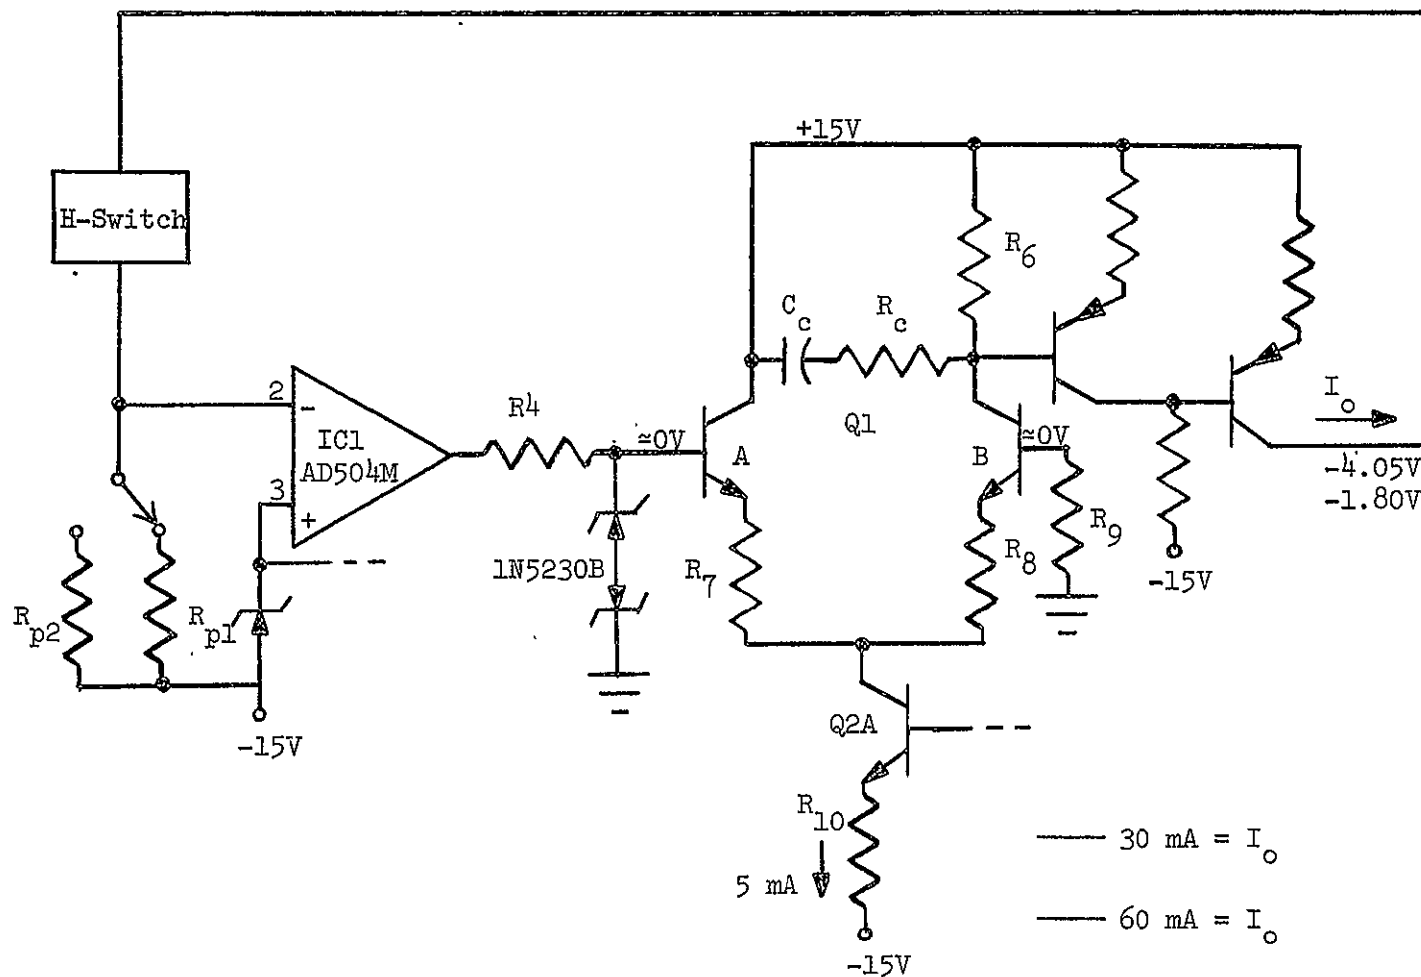 +15V
H-Switch
R6
Cc
Rc
2
-
R4
Q1
Io
IC1
≃0V
A
B
≃0V
AD504M
-4.05V
3
-1.80V
+
R9
R8
1N5230B
R7
-15V
Rp2
Rp1
Q2A
-15V
R10
30 mA = Io
5 mA
60 mA = Io
-15V